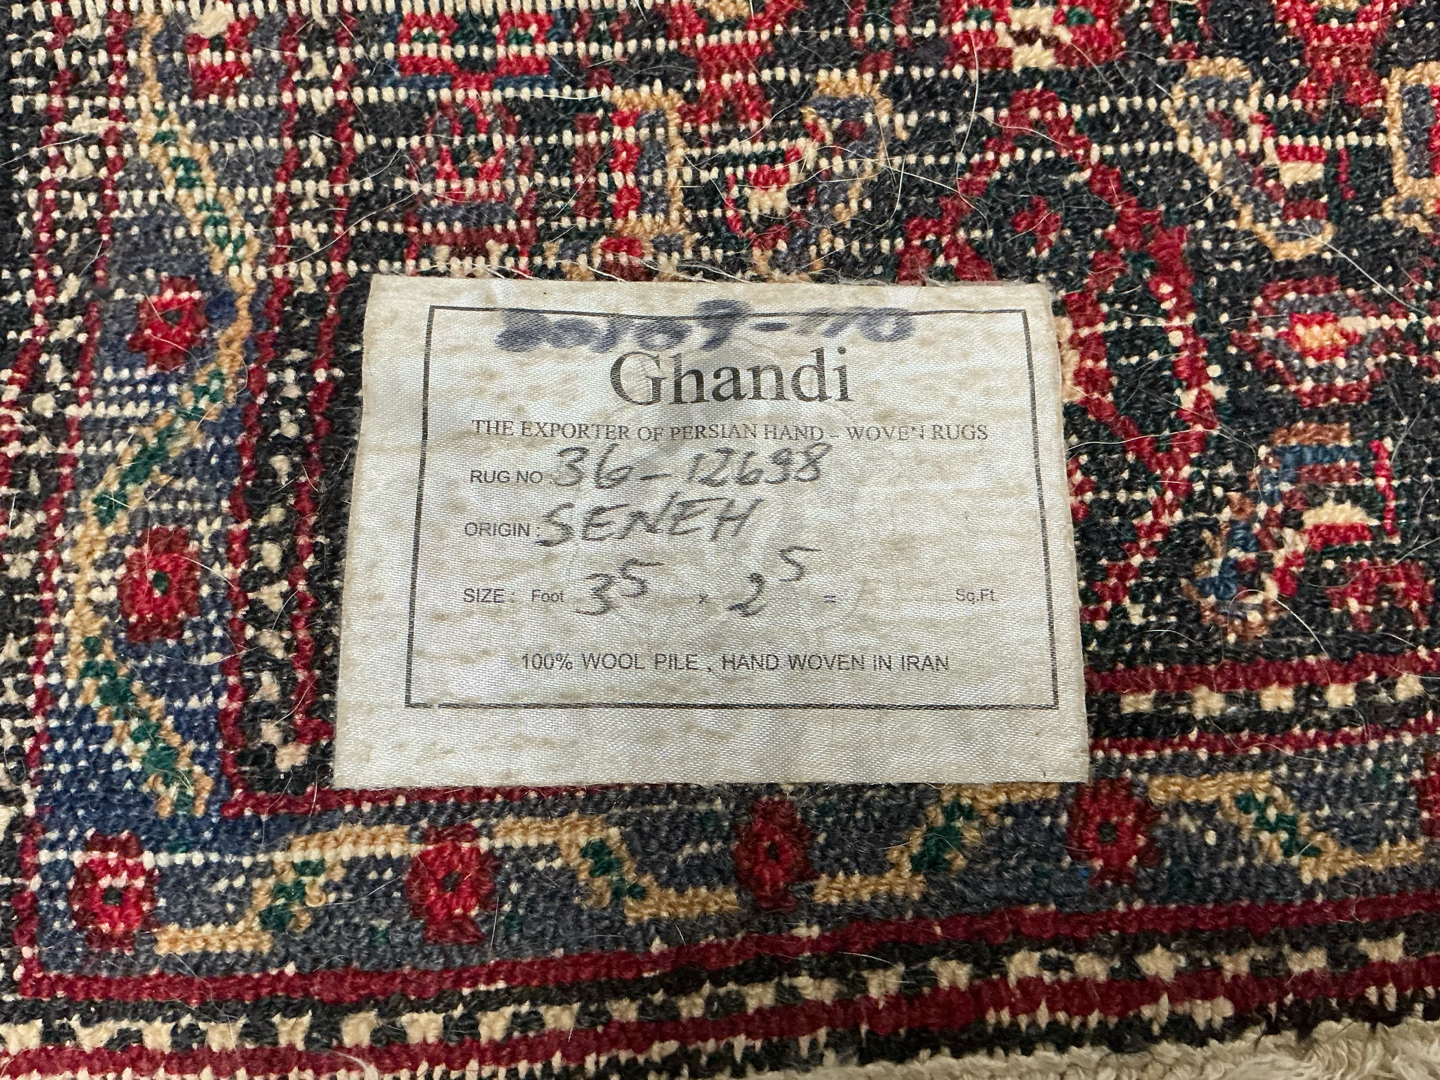 Ghandi
THE EXPORTER OF PERSIAN HAND - WOVEN RUGS
RUG NO: 36-12698
ORIGIN: SENEH
SIZE: Foot 3⁵ x 2⁵ = Sq.Ft.
100% WOOL PILE, HAND WOVEN IN IRAN